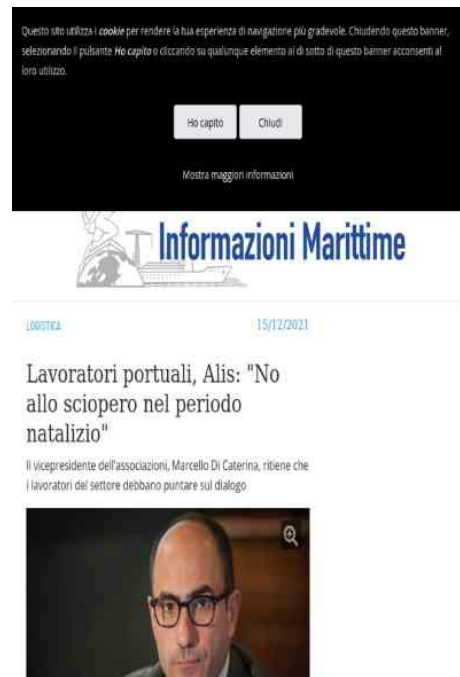 Questo sito utilizza i cookie per rendere la tua esperienza di navigazione più gradevole. Chiudendo questo banner,
selezionando il pulsante Ho capito o cliccando su qualunque elemento al di sotto di questo banner acconsenti al
loro utilizzo.
Ho capito
Chiudi
Mostra maggiori informazioni
Informazioni Marittime
LOGISTICA
15/12/2021
Lavoratori portuali, Alis: "No
allo sciopero nel periodo
natalizio"
Il vicepresidente dell'associazioni, Marcello Di Caterina, ritiene che
i lavoratori del settore debbano puntare sul dialogo